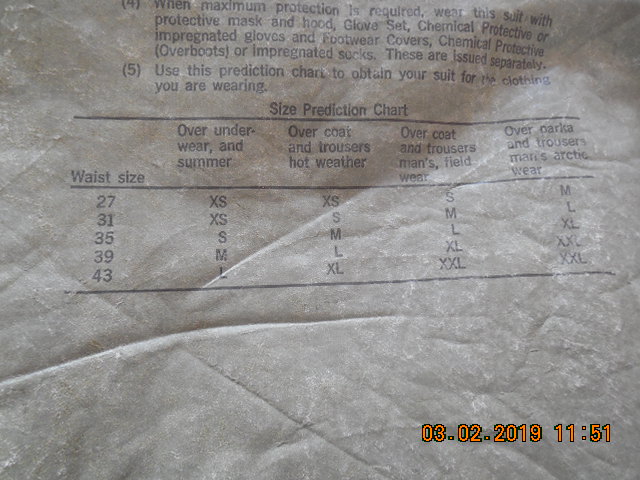 (4) When maximum protection is required, wear this suit with
protective mask and hood, Glove Set, Chemical Protective or
impregnated gloves and Footwear Covers, Chemical Protective
(Overboots) or impregnated socks. These are issued separately.
(5) Use this prediction chart to obtain your suit for the clothing
you are wearing.
Size Prediction Chart
Waist size | Over under- | Over coat | Over coat | Over parka
wear, and | and trousers | and trousers | and trousers
summer | hot weather | man's, field | man's arctic
wear | wear
27 XS XS S M
31 XS S M L
35 S M L XL
39 M L XL XXL
43 L XL XXL XXL
03.02.2019 11:51